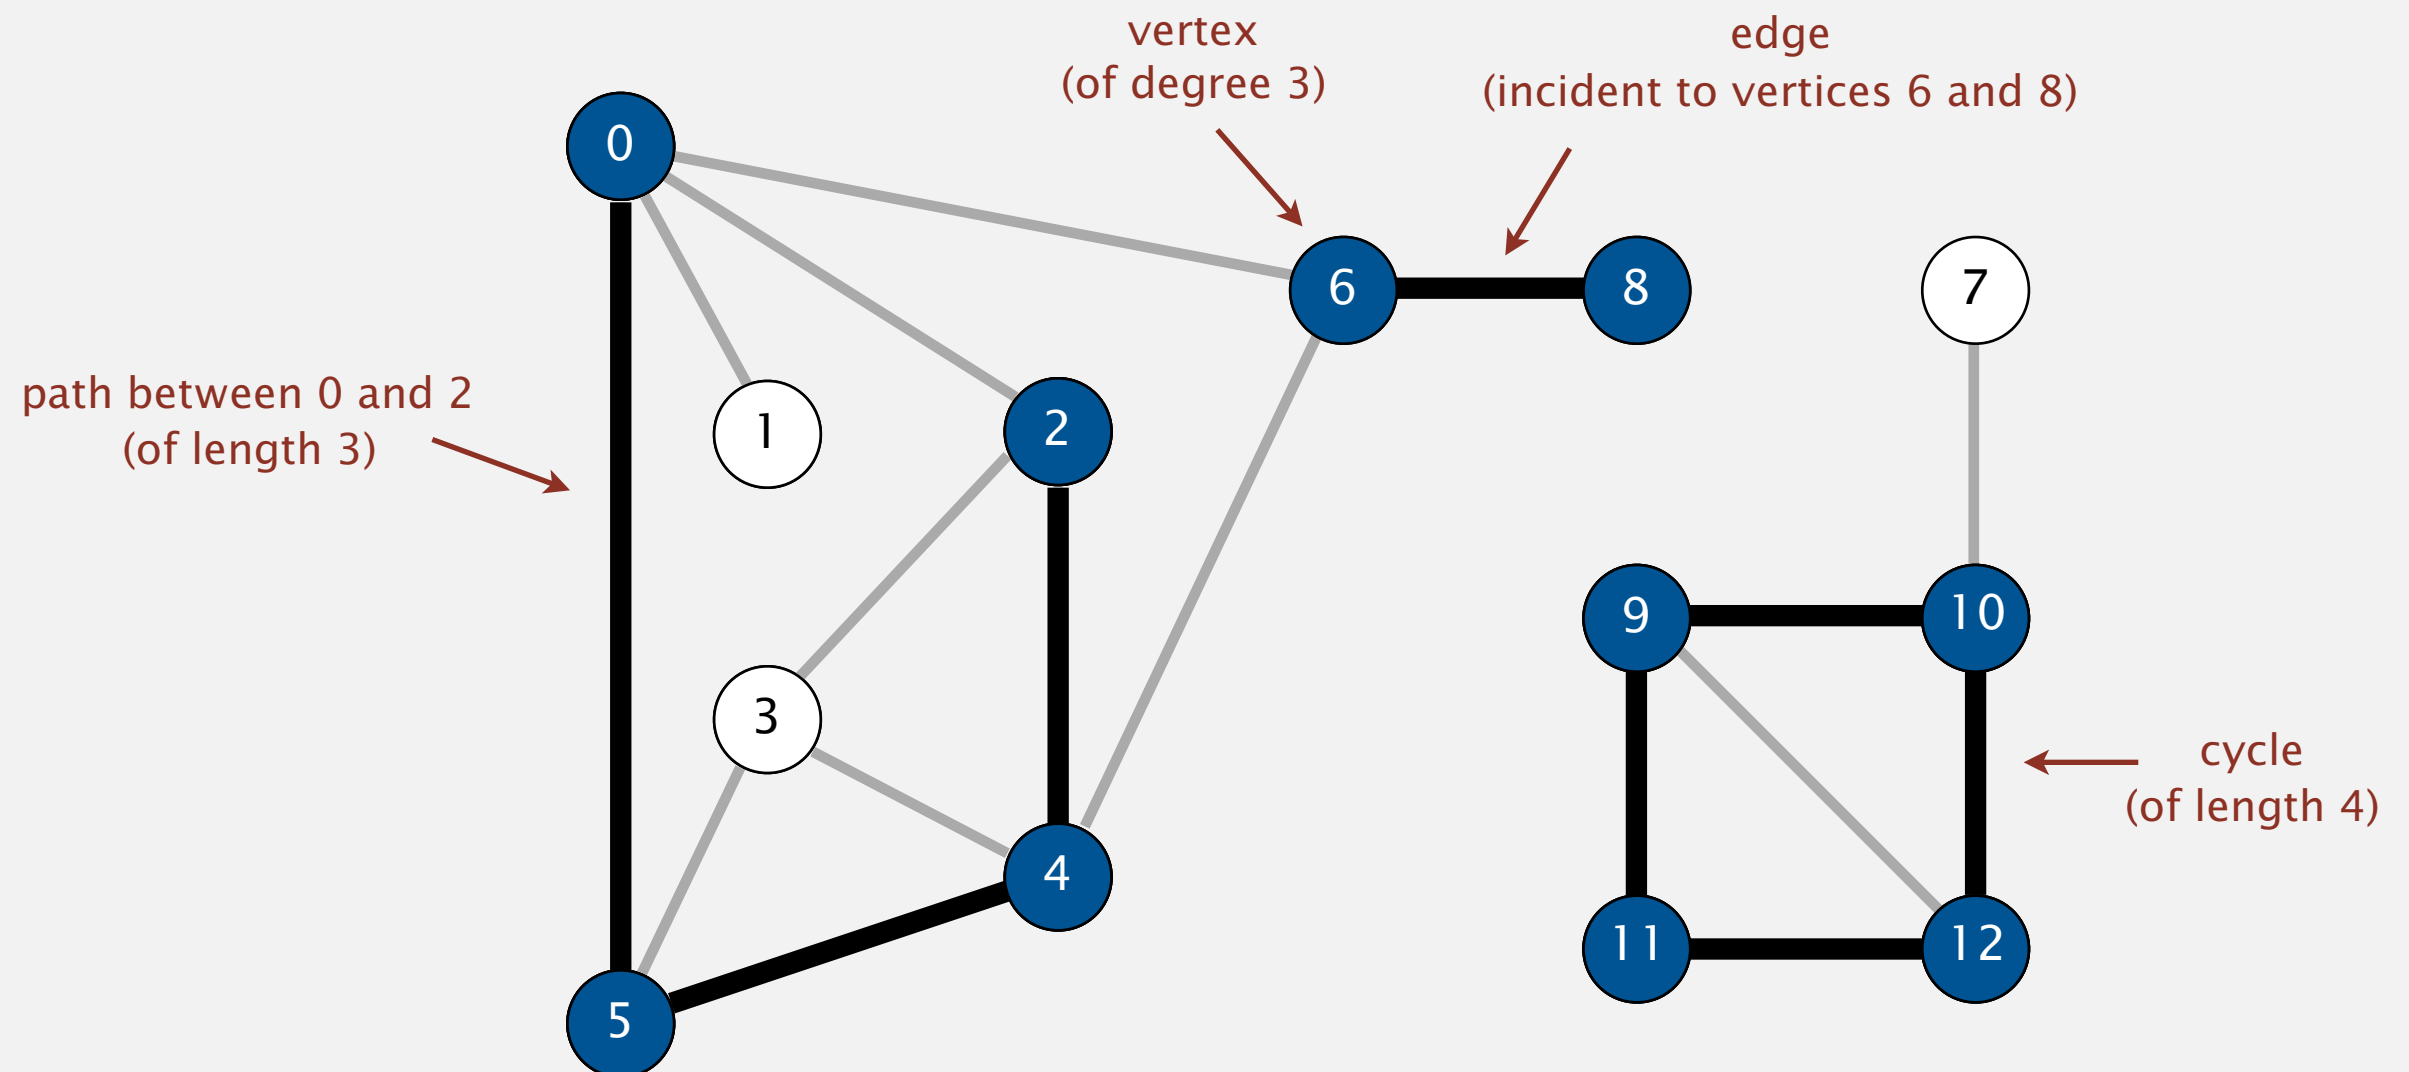 vertex
(of degree 3)
edge
(incident to vertices 6 and 8)
0
6
8
7
path between 0 and 2
(of length 3)
1
2
9
10
3
cycle
(of length 4)
4
11
12
5